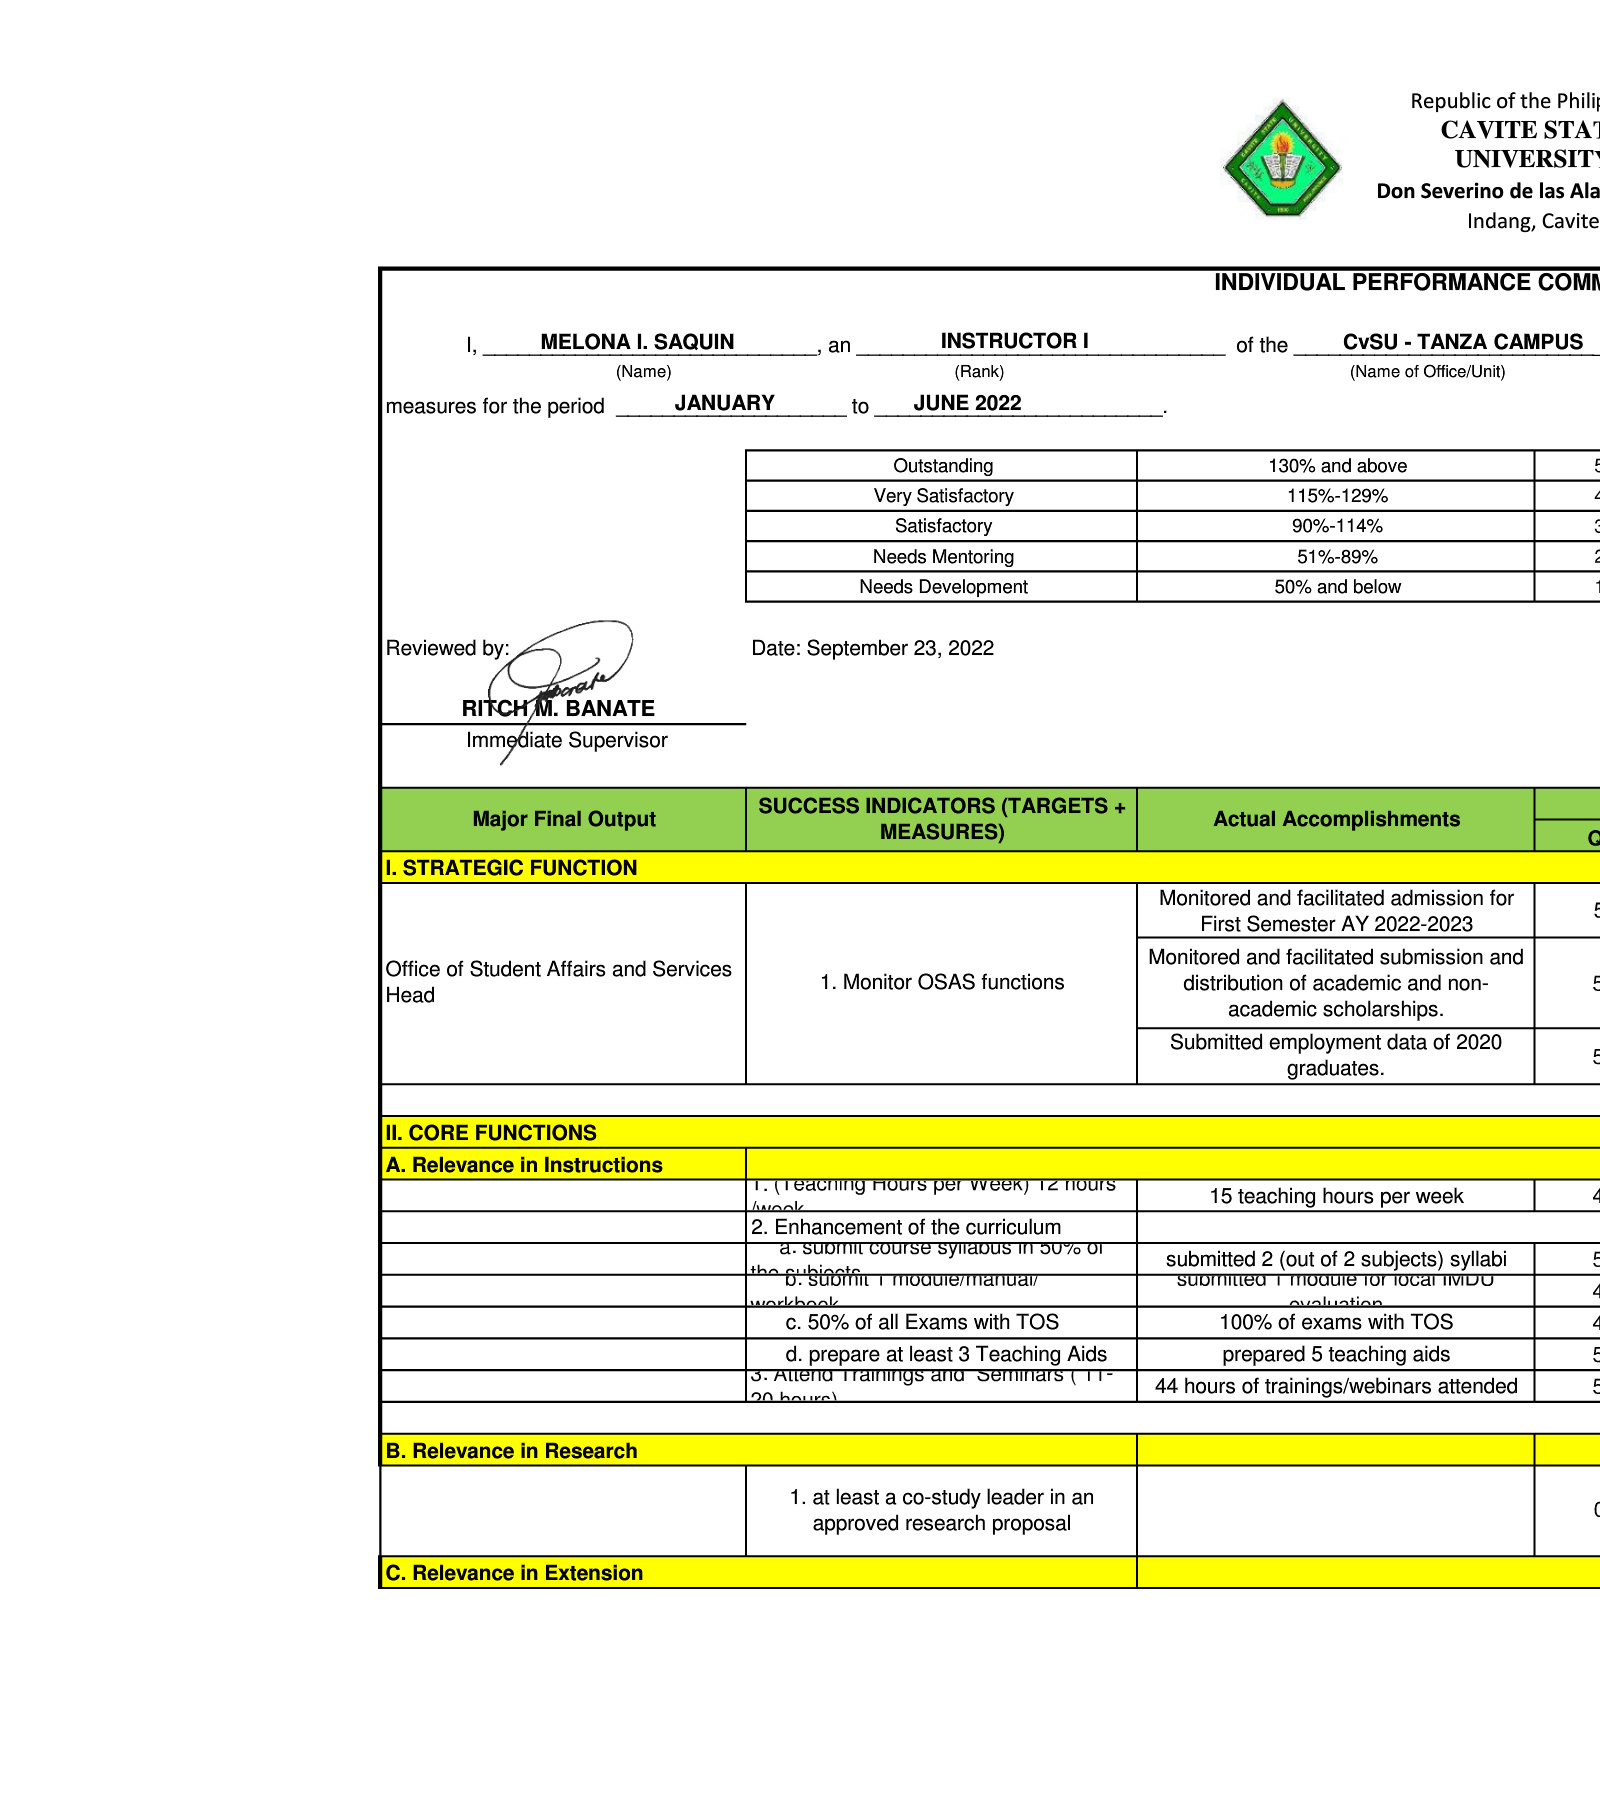 Republic of the Philip
CAVITE STAT
UNIVERSITY
Don Severino de las Ala
Indang, Cavite
INDIVIDUAL PERFORMANCE COMM
I, MELONA I. SAQUIN, an INSTRUCTOR I of the CvSU - TANZA CAMPUS
(Name) (Rank) (Name of Office/Unit)
measures for the period JANUARY to JUNE 2022.
Outstanding 130% and above 5
Very Satisfactory 115%-129% 4
Satisfactory 90%-114% 3
Needs Mentoring 51%-89% 2
Needs Development 50% and below 1
Reviewed by: Date: September 23, 2022
RITCH M. BANATE
Immediate Supervisor
Major Final Output
SUCCESS INDICATORS (TARGETS +
MEASURES)
Actual Accomplishments
Q
I. STRATEGIC FUNCTION
Office of Student Affairs and Services
Head
1. Monitor OSAS functions
Monitored and facilitated admission for
First Semester AY 2022-2023
5
Monitored and facilitated submission and
distribution of academic and non-
academic scholarships.
5
Submitted employment data of 2020
graduates.
5
II. CORE FUNCTIONS
A. Relevance in Instructions
1. (Teaching Hours per Week) 12 hours
/week
15 teaching hours per week 4
2. Enhancement of the curriculum
a. submit course syllabus in 50% of
the subjects
submitted 2 (out of 2 subjects) syllabi 5
b. submit 1 module/manual/
workbook
submitted 1 module for local IMDU
evaluation
4
c. 50% of all Exams with TOS 100% of exams with TOS 4
d. prepare at least 3 Teaching Aids prepared 5 teaching aids 5
3. Attend Trainings and Seminars ( 11-
20 hours)
44 hours of trainings/webinars attended 5
B. Relevance in Research
1. at least a co-study leader in an
approved research proposal
0
C. Relevance in Extension